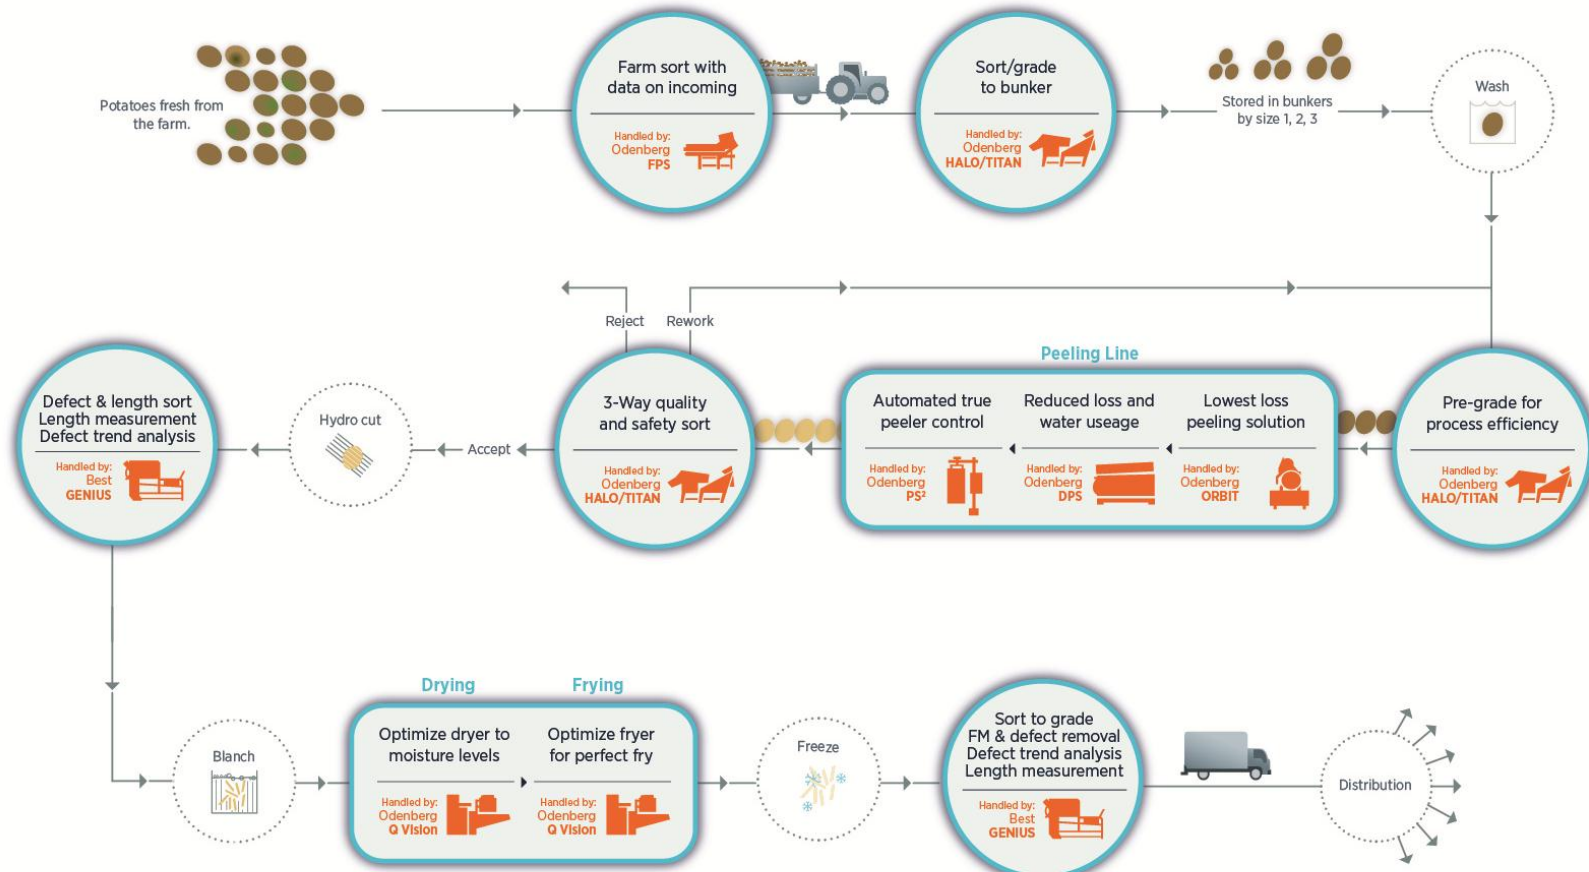 Potatoes fresh from
the farm.
Farm sort with
data on incoming
Handled by:
Odenberg
FPS
Sort/grade
to bunker
Handled by:
Odenberg
HALO/TITAN
Stored in bunkers
by size 1, 2, 3
Wash
Pre-grade for
process efficiency
Handled by:
Odenberg
HALO/TITAN
Peeling Line
Lowest loss
peeling solution
Handled by:
Odenberg
ORBIT
Reduced loss and
water useage
Handled by:
Odenberg
DPS
Automated true
peeler control
Handled by:
Odenberg
PS²
Reject
Rework
3-Way quality
and safety sort
Handled by:
Odenberg
HALO/TITAN
Accept
Hydro cut
Defect & length sort
Length measurement
Defect trend analysis
Handled by:
Best
GENIUS
Blanch
Drying
Optimize dryer to
moisture levels
Handled by:
Odenberg
Q Vision
Frying
Optimize fryer
for perfect fry
Handled by:
Odenberg
Q Vision
Freeze
Sort to grade
FM & defect removal
Defect trend analysis
Length measurement
Handled by:
Best
GENIUS
Distribution